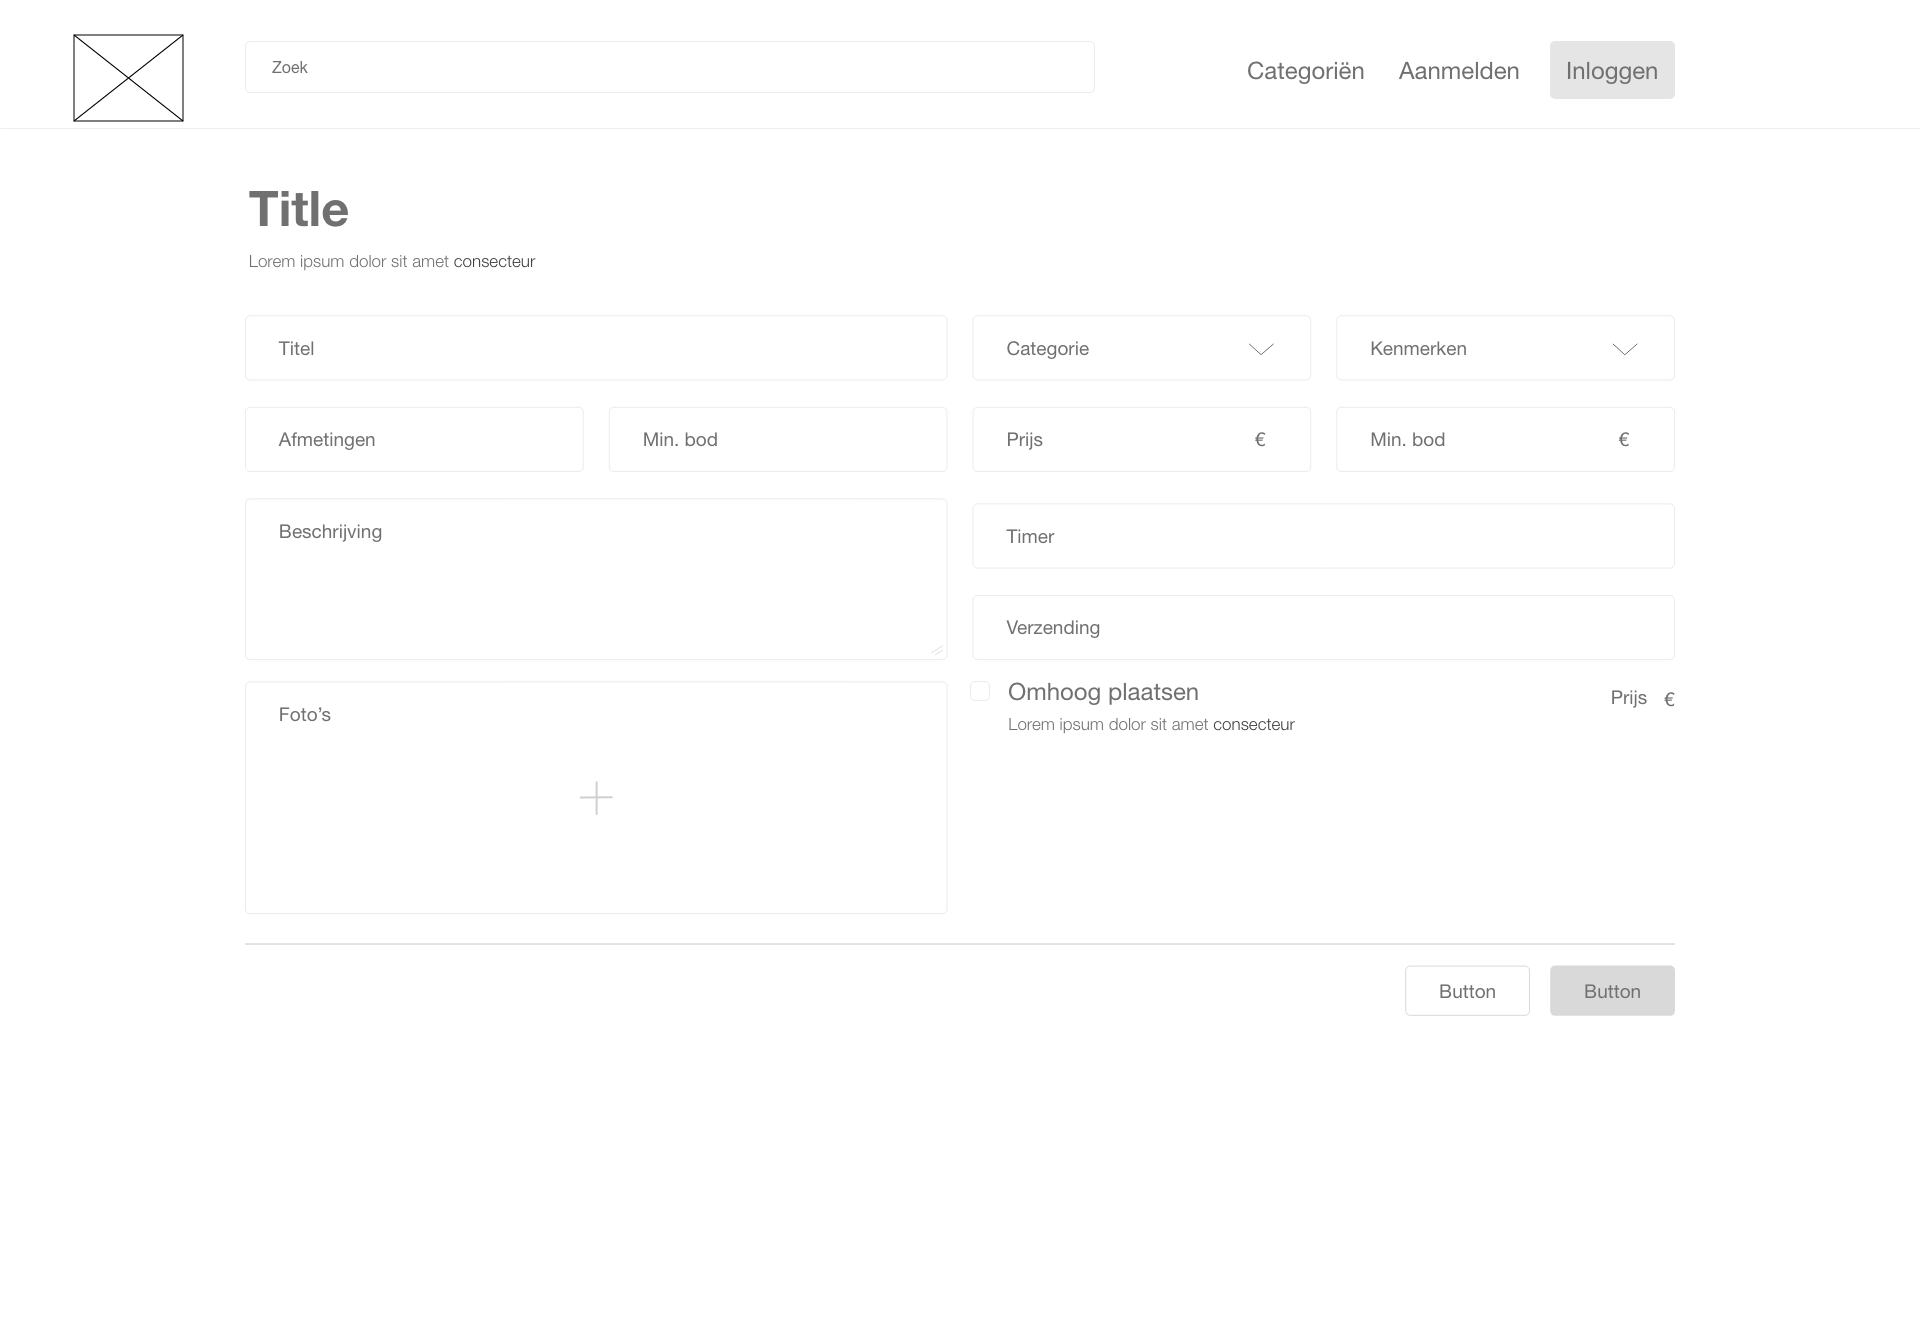 Zoek
Categoriën
Aanmelden
Inloggen
Title
Lorem ipsum dolor sit amet consecteur
Titel
Categorie
Kenmerken
Afmetingen
Min. bod
Prijs €
Min. bod €
Beschrijving
Timer
Verzending
Foto’s
Omhoog plaatsen
Prijs €
Lorem ipsum dolor sit amet consecteur
Button
Button